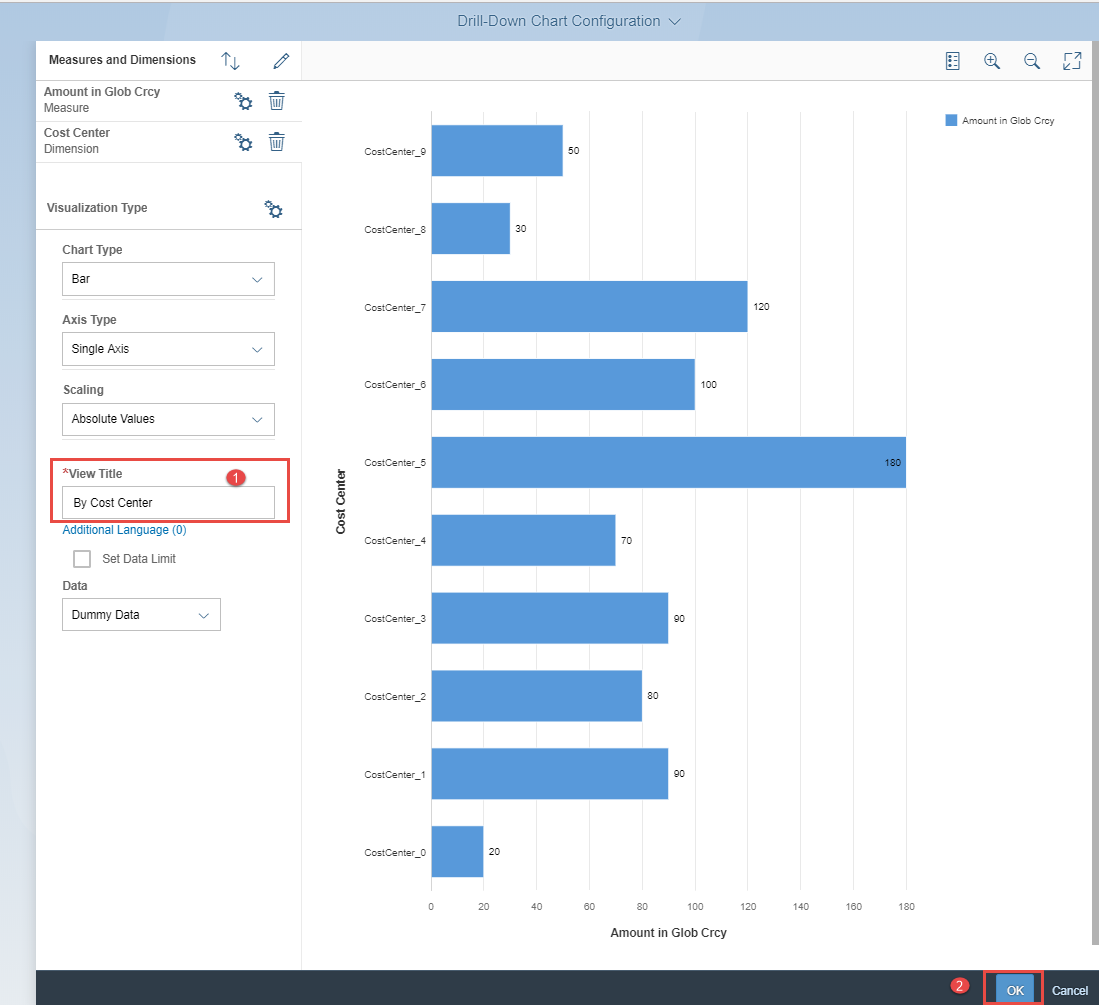 Drill-Down Chart Configuration
Measures and Dimensions
Amount in Glob Crcy
Measure
Cost Center
Dimension
Visualization Type
Chart Type
Bar
Axis Type
Single Axis
Scaling
Absolute Values
*View Title
1
By Cost Center
Additional Language (0)
Set Data Limit
Data
Dummy Data
Amount in Glob Crcy
CostCenter_9 50
CostCenter_8 30
CostCenter_7 120
CostCenter_6 100
CostCenter_5 180
CostCenter_4 70
CostCenter_3 90
CostCenter_2 80
CostCenter_1 90
CostCenter_0 20
Cost Center
0 20 40 60 80 100 120 140 160 180
Amount in Glob Crcy
2 OK Cancel